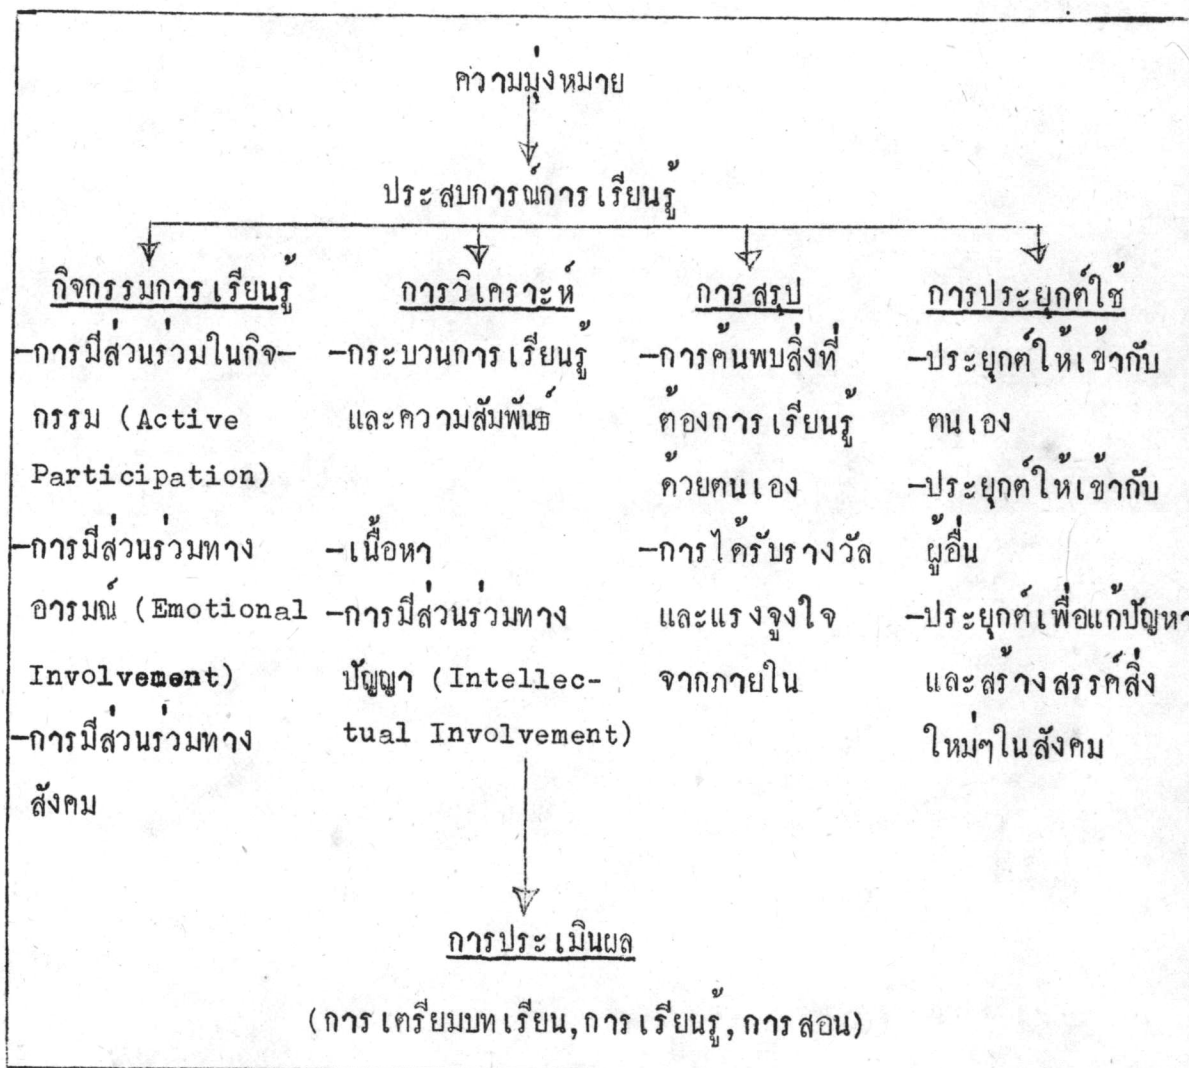 ความมุ่งหมาย
ประสบการณ์การเรียนรู้
กิจกรรมการเรียนรู้
-การมีส่วนร่วมในกิจ-
กรรม (Active
Participation)
-การมีส่วนร่วมทาง
อารมณ์ (Emotional
Involvement)
-การมีส่วนร่วมทาง
สังคม
การวิเคราะห์
-กระบวนการเรียนรู้
และความสัมพันธ์
-เนื้อหา
-การมีส่วนร่วมทาง
ปัญญา (Intellec-
tual Involvement)
การสรุป
-การค้นพบสิ่งที่
ต้องการเรียนรู้
ด้วยตนเอง
-การได้รับรางวัล
และแรงจูงใจ
จากภายใน
การประยุกต์ใช้
-ประยุกต์ให้เข้ากับ
ตนเอง
-ประยุกต์ให้เข้ากับ
ผู้อื่น
-ประยุกต์เพื่อแก้ปัญหา
และสร้างสรรค์สิ่ง
ใหม่ๆในสังคม
การประเมินผล
(การเตรียมบทเรียน,การเรียนรู้,การสอน)